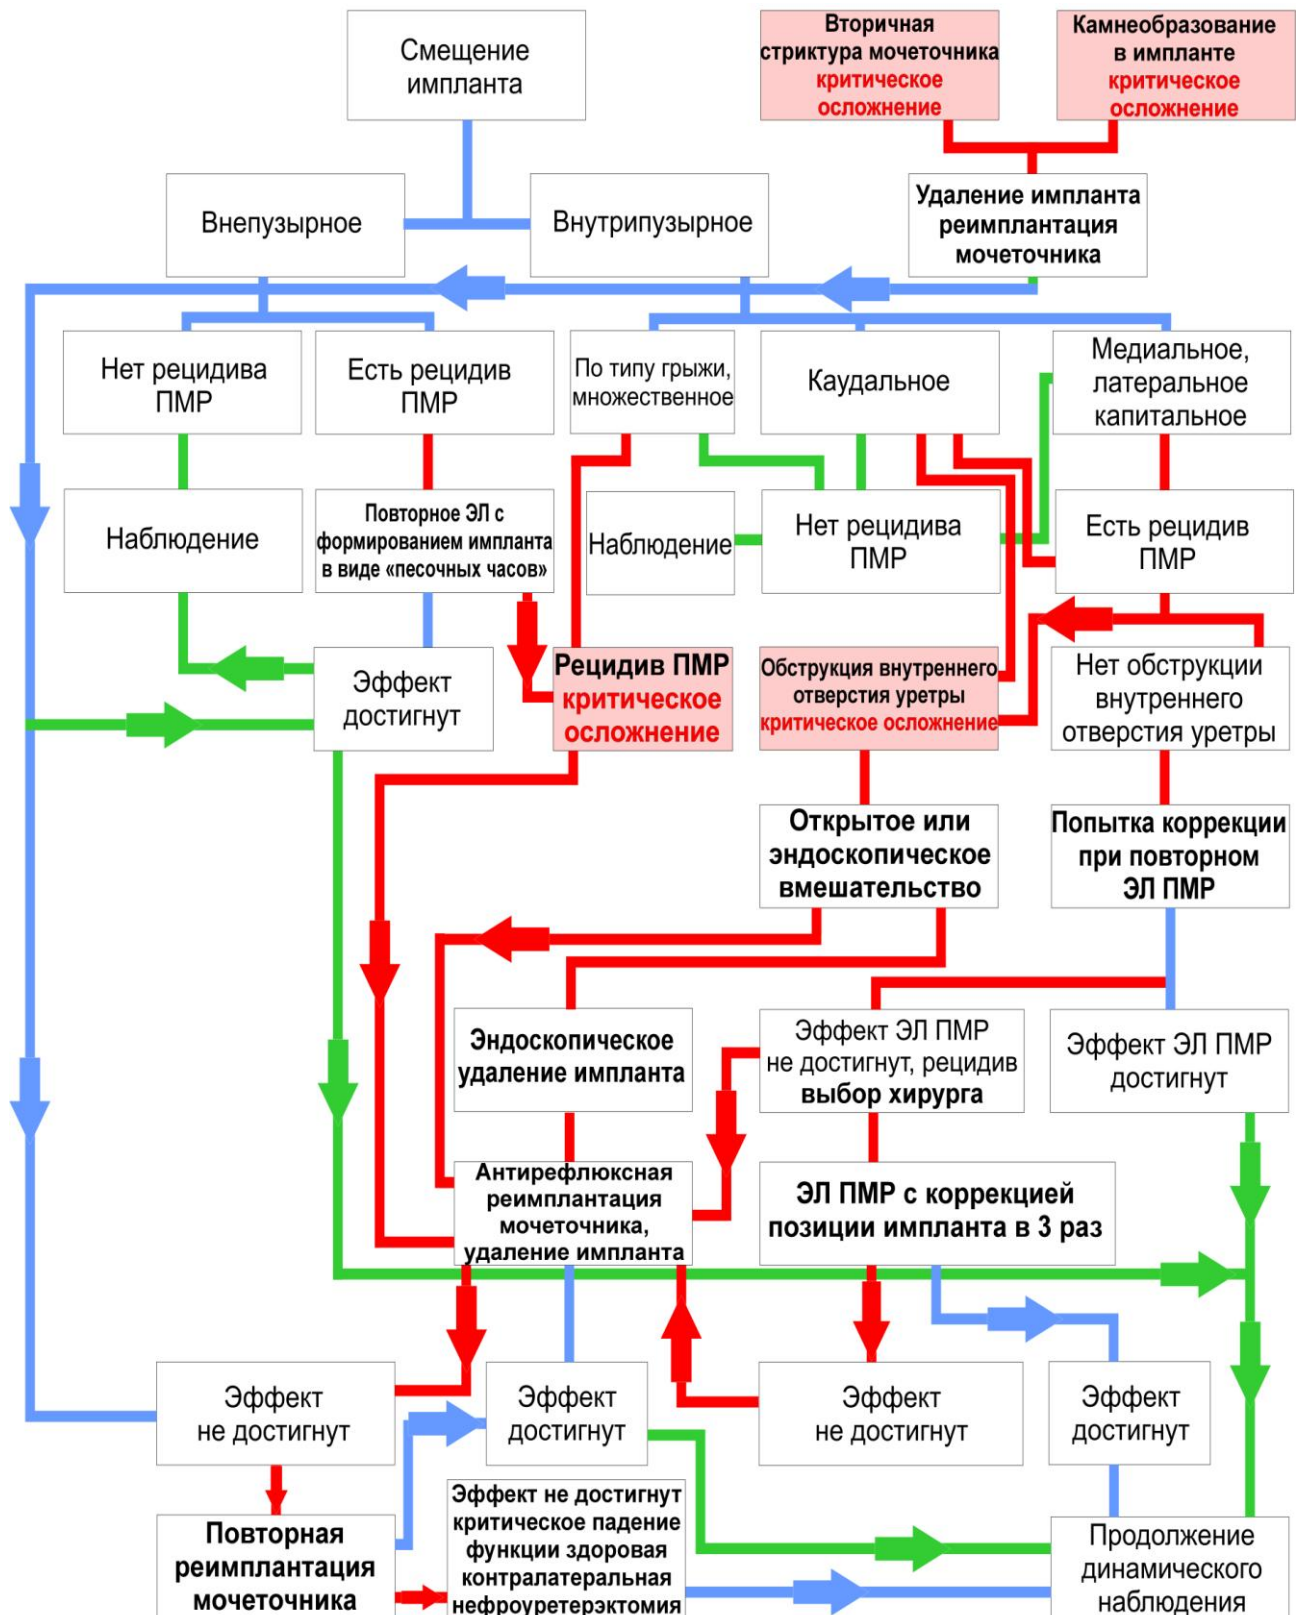 Смещение
импланта
Вторичная
стриктура мочеточника
критическое
осложнение
Камнеобразование
в импланте
критическое
осложнение
Внепузырное
Внутрипузырное
Удаление импланта
реимплантация
мочеточника
Нет рецидива
ПМР
Есть рецидив
ПМР
По типу грыжи,
множественное
Каудальное
Медиальное,
латеральное
капитальное
Наблюдение
Повторное ЭЛ с
формированием импланта
в виде «песочных часов»
Наблюдение
Нет рецидива
ПМР
Есть рецидив
ПМР
Эффект
достигнут
Рецидив ПМР
критическое
осложнение
Обструкция внутреннего
отверстия уретры
критическое осложнение
Нет обструкции
внутреннего
отверстия уретры
Открытое или
эндоскопическое
вмешательство
Попытка коррекции
при повторном
ЭЛ ПМР
Эндоскопическое
удаление импланта
Эффект ЭЛ ПМР
не достигнут, рецидив
выбор хирурга
Эффект ЭЛ ПМР
достигнут
Антирефлюксная
реимплантация
мочеточника,
удаление импланта
ЭЛ ПМР с коррекцией
позиции импланта в 3 раз
Эффект
не достигнут
Эффект
достигнут
Эффект
не достигнут
Эффект
достигнут
Повторная
реимплантация
мочеточника
Эффект не достигнут
критическое падение
функции здоровая
контралатеральная
нефроуретерэктомия
Продолжение
динамического
наблюдения